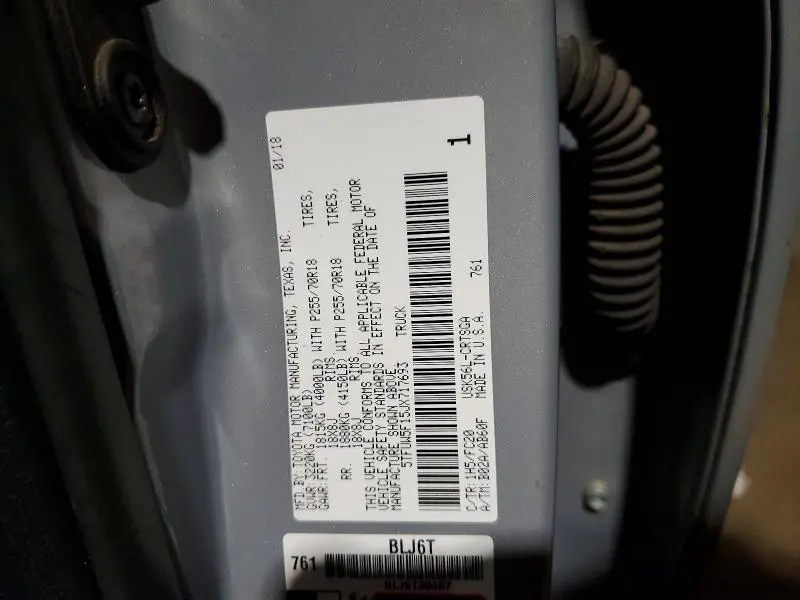 MFD.BY:TOYOTA MOTOR MANUFACTURING, TEXAS, INC. 01/18
GVWR:3220KG (7100LB)
GAWR:FRT. 1815KG (4000LB) WITH P255/70R18 TIRES,
18X8J RIMS
RR. 1880KG (4150LB) WITH P255/70R18 TIRES,
18X8J RIMS
THIS VEHICLE CONFORMS TO ALL APPLICABLE FEDERAL MOTOR
VEHICLE SAFETY STANDARDS IN EFFECT ON THE DATE OF
MANUFACTURE SHOWN ABOVE.
5TFUW5F15JX717693 TRUCK
1
C/TR:1H5/FC20 USK56L-CRTSGA 761
A/TM:B02A/AB60F MADE IN U.S.A.
BLJ6T
761